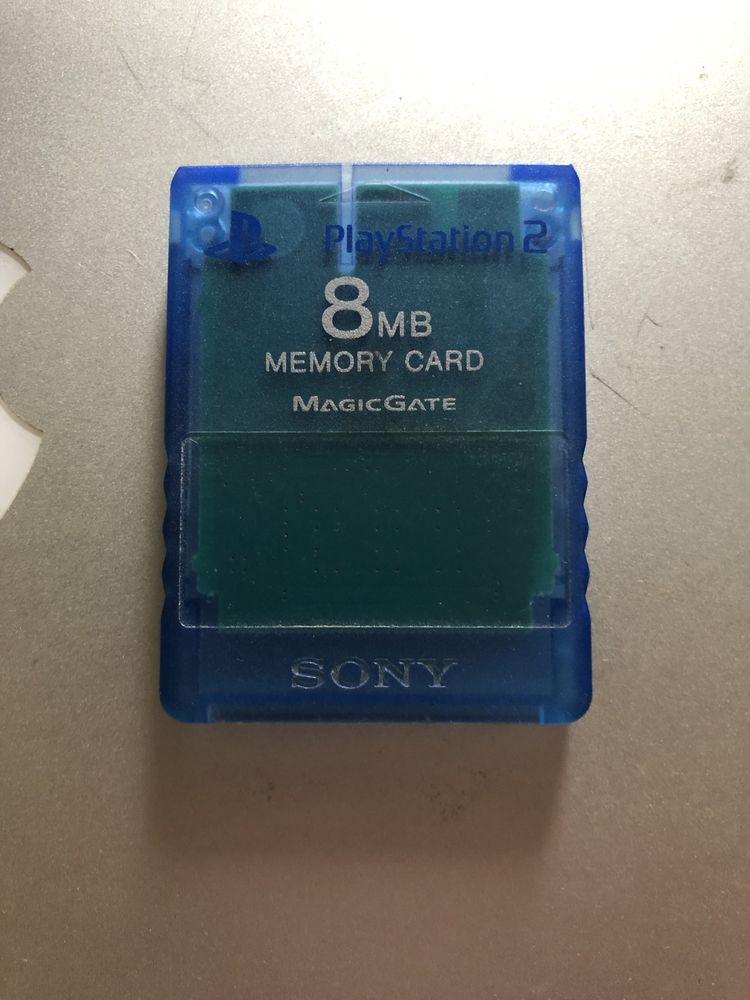 PlayStation 2
8MB
MEMORY CARD
MAGICGATE
SONY